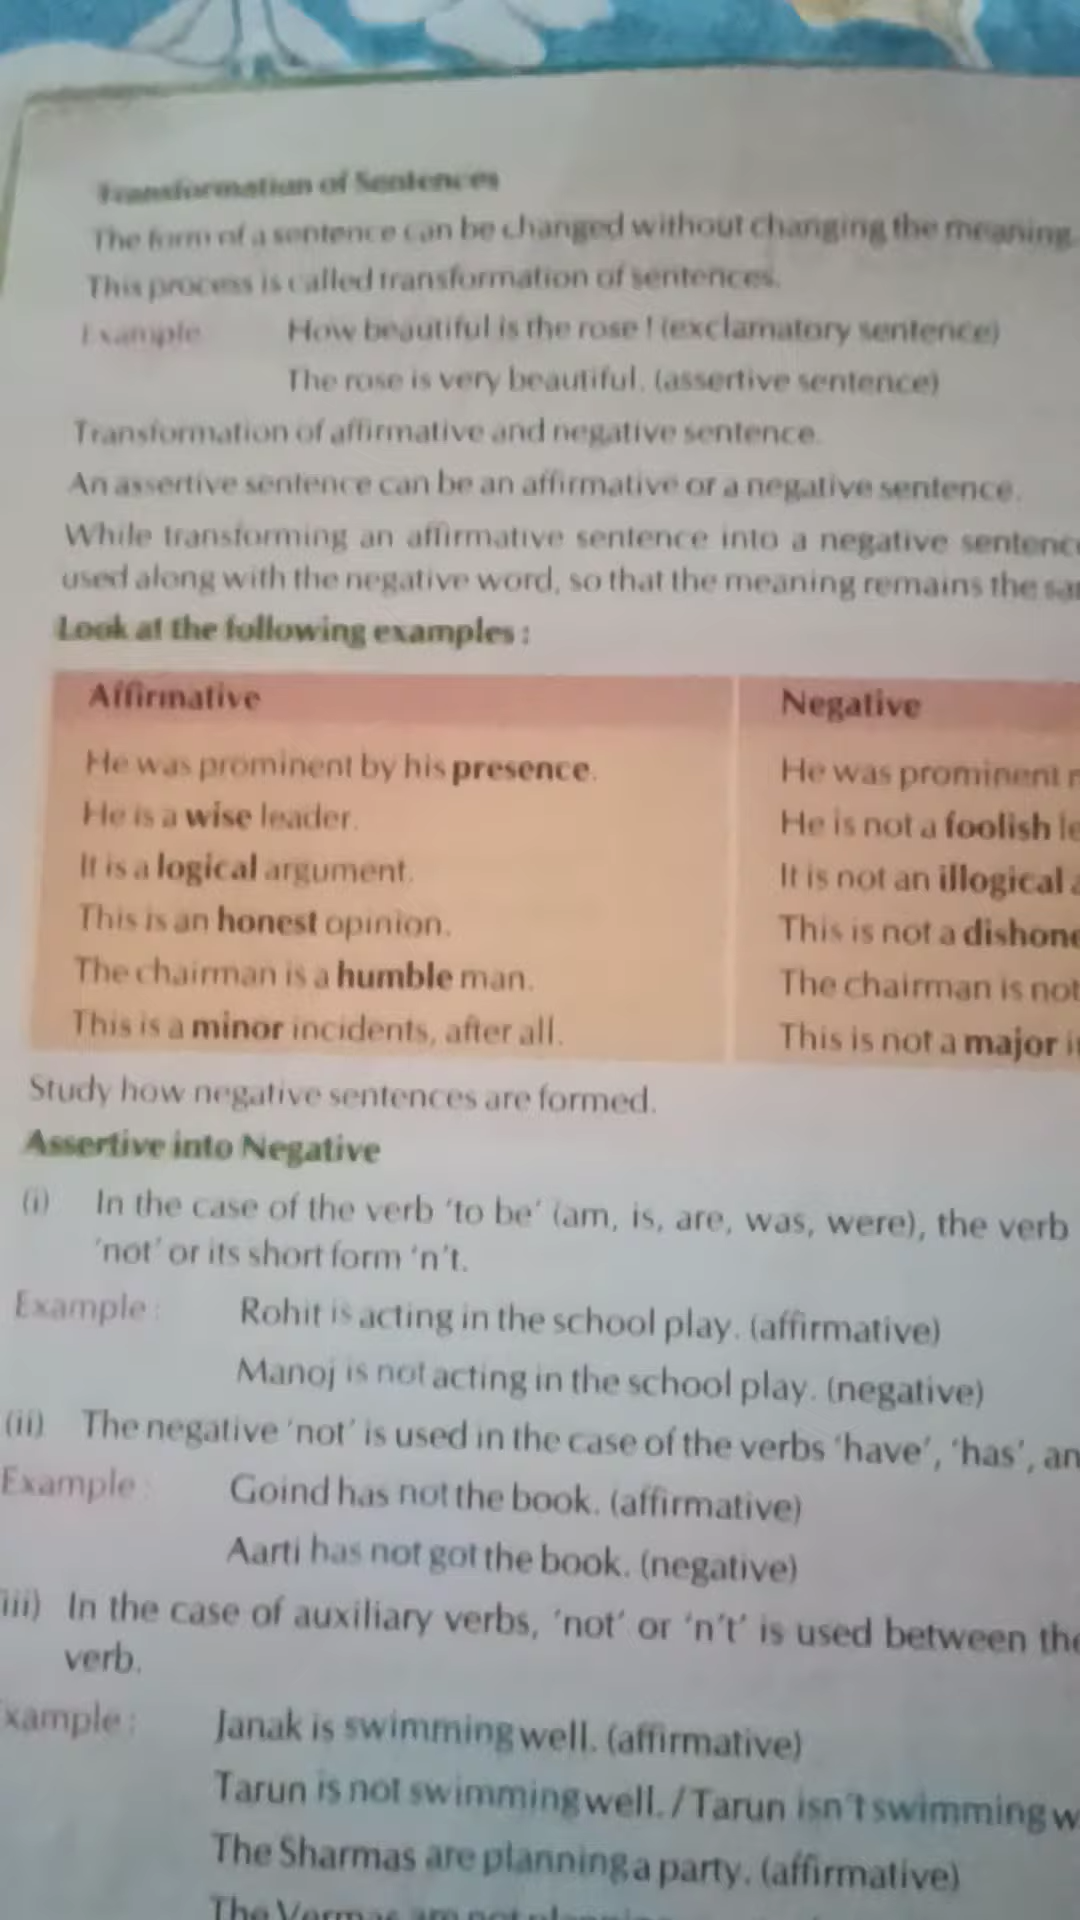 Transformation of Sentences
The form of a sentence can be changed without changing the meaning.
This process is called transformation of sentences.
Example How beautiful is the rose ! (exclamatory sentence)
The rose is very beautiful. (assertive sentence)
Transformation of affirmative and negative sentence.
An assertive sentence can be an affirmative or a negative sentence.
While transforming an affirmative sentence into a negative
used along with the negative word, so that the meaning remains the
Look at the following examples :
Affirmative Negative
He was prominent by his presence. He was prominent
He is a wise leader. He is not a foolish
It is a logical argument. It is not an illogical
This is an honest opinion. This is not a
The chairman is a humble man. The chairman is not
This is a minor incidents, after all. This is not a major
Study how negative sentences are formed.
Assertive into Negative
(i) In the case of the verb ‘to be’ (am, is, are, was, were), the verb
‘not’ or its short form ‘n’t.
Example : Rohit is acting in the school play. (affirmative)
Manoj is not acting in the school play. (negative)
(ii) The negative ‘not’ is used in the case of the verbs ‘have’, ‘has’,
Example : Goind has not the book. (affirmative)
Aarti has not got the book. (negative)
iii) In the case of auxiliary verbs, ‘not’ or ‘n’t’ is used between
verb.
xample : Janak is swimming well. (affirmative)
Tarun is not swimming well. / Tarun isn’t swimming
The Sharmas are planning a party. (affirmative)